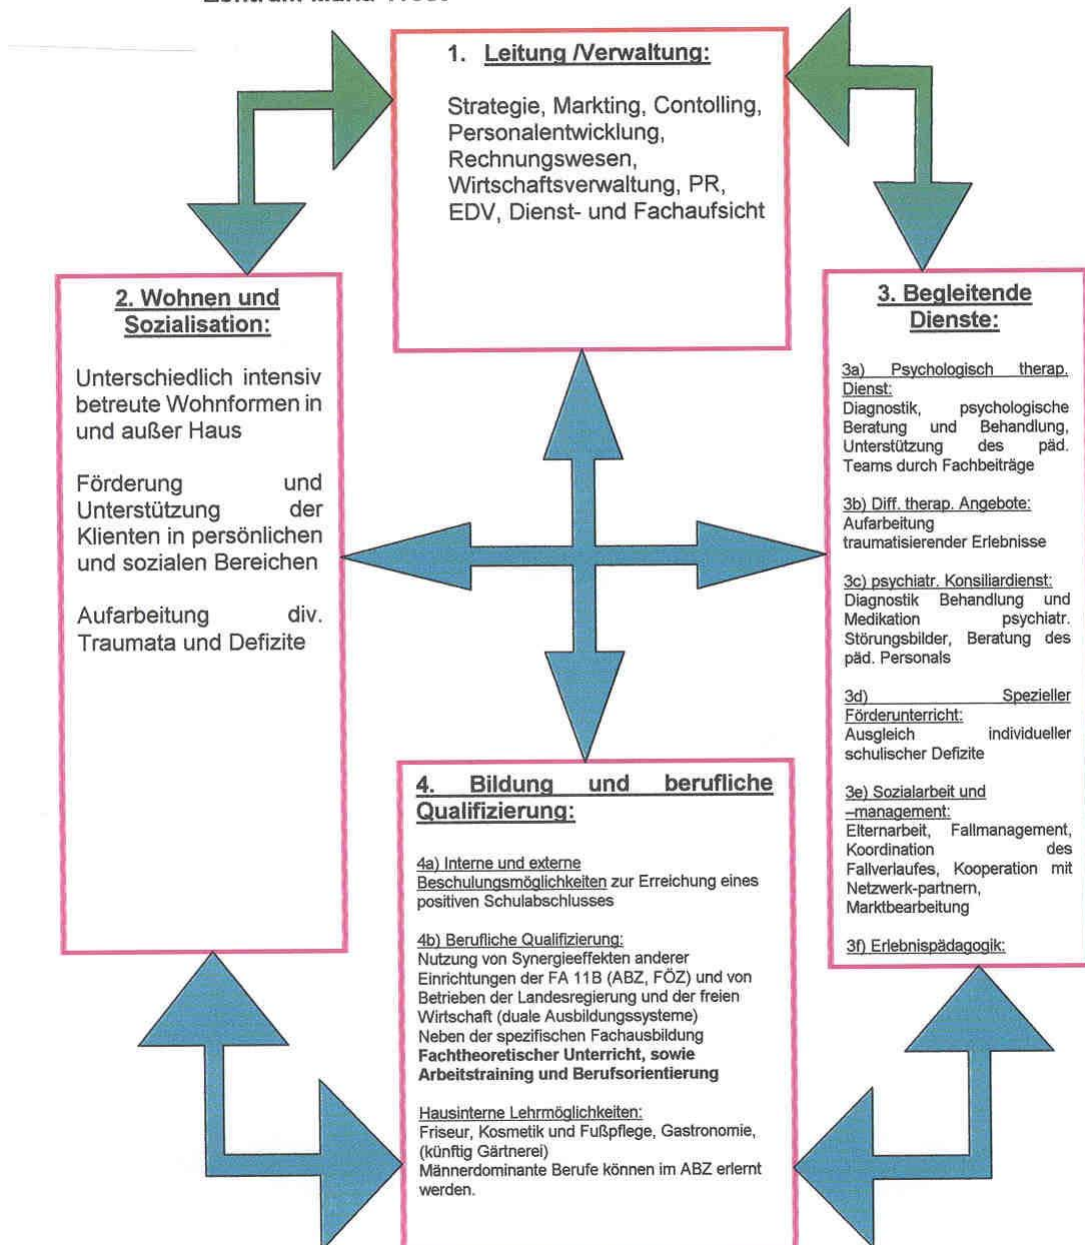 1. Leitung /Verwaltung:
Strategie, Markting, Contolling,
Personalentwicklung,
Rechnungswesen,
Wirtschaftsverwaltung, PR,
EDV, Dienst- und Fachaufsicht
2. Wohnen und
Sozialisation:
Unterschiedlich intensiv
betreute Wohnformen in
und außer Haus
Förderung und
Unterstützung der
Klienten in persönlichen
und sozialen Bereichen
Aufarbeitung div.
Traumata und Defizite
3. Begleitende
Dienste:
3a) Psychologisch therap.
Dienst:
Diagnostik, psychologische
Beratung und Behandlung,
Unterstützung des päd.
Teams durch Fachbeiträge
3b) Diff. therap. Angebote:
Aufarbeitung
traumatisierender Erlebnisse
3c) psychiatr. Konsiliardienst:
Diagnostik Behandlung und
Medikation psychiatr.
Störungsbilder, Beratung des
päd. Personals
3d) Spezieller
Förderunterricht:
Ausgleich individueller
schulischer Defizite
3e) Sozialarbeit und
–management:
Elternarbeit, Fallmanagement,
Koordination des
Fallverlaufes, Kooperation mit
Netzwerk-partnern,
Marktbearbeitung
3f) Erlebnispädagogik:
4. Bildung und berufliche
Qualifizierung:
4a) Interne und externe
Beschulungsmöglichkeiten zur Erreichung eines
positiven Schulabschlusses
4b) Berufliche Qualifizierung:
Nutzung von Synergieeffekten anderer
Einrichtungen der FA 11B (ABZ, FÖZ) und von
Betrieben der Landesregierung und der freien
Wirtschaft (duale Ausbildungssysteme)
Neben der spezifischen Fachausbildung
Fachtheoretischer Unterricht, sowie
Arbeitstraining und Berufsorientierung
Hausinterne Lehrmöglichkeiten:
Friseur, Kosmetik und Fußpflege, Gastronomie,
(künftig Gärtnerei)
Männerdominante Berufe können im ABZ erlernt
werden.